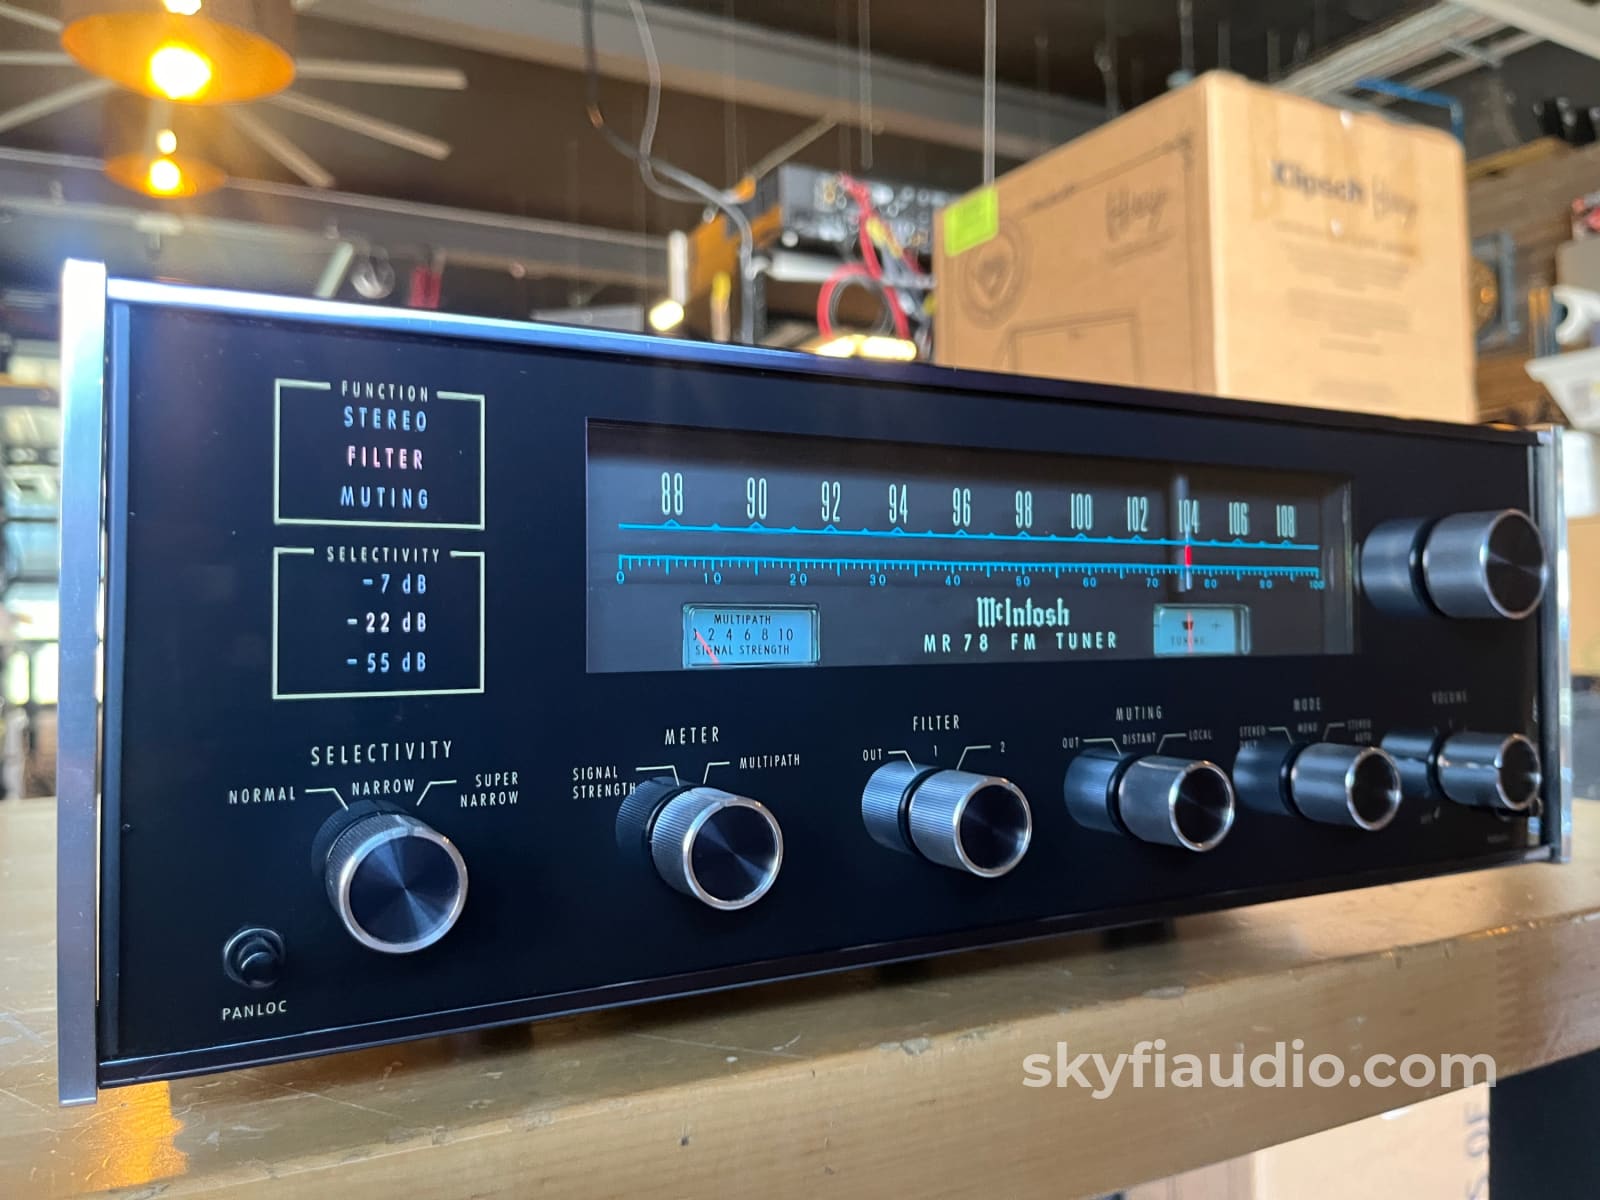 Klipsch
FUNCTION
STEREO
FILTER
MUTING
SELECTIVITY
-7 dB
-22 dB
-55 dB
88 90 92 94 96 98 100 102 104 106 108
0 10 20 30 40 50 60 70 80 90 100
MULTIPATH
2 4 6 8 10
SIGNAL STRENGTH
McIntosh
MR 78 FM TUNER
TUNING
SELECTIVITY
NORMAL NARROW SUPER NARROW
METER
SIGNAL STRENGTH MULTIPATH
FILTER
OUT 1 2
MUTING
OUT DISTANT LOCAL
MODE
STEREO ONLY MONO STEREO AUTO
VOLUME
PANLOC
skyfiaudio.com